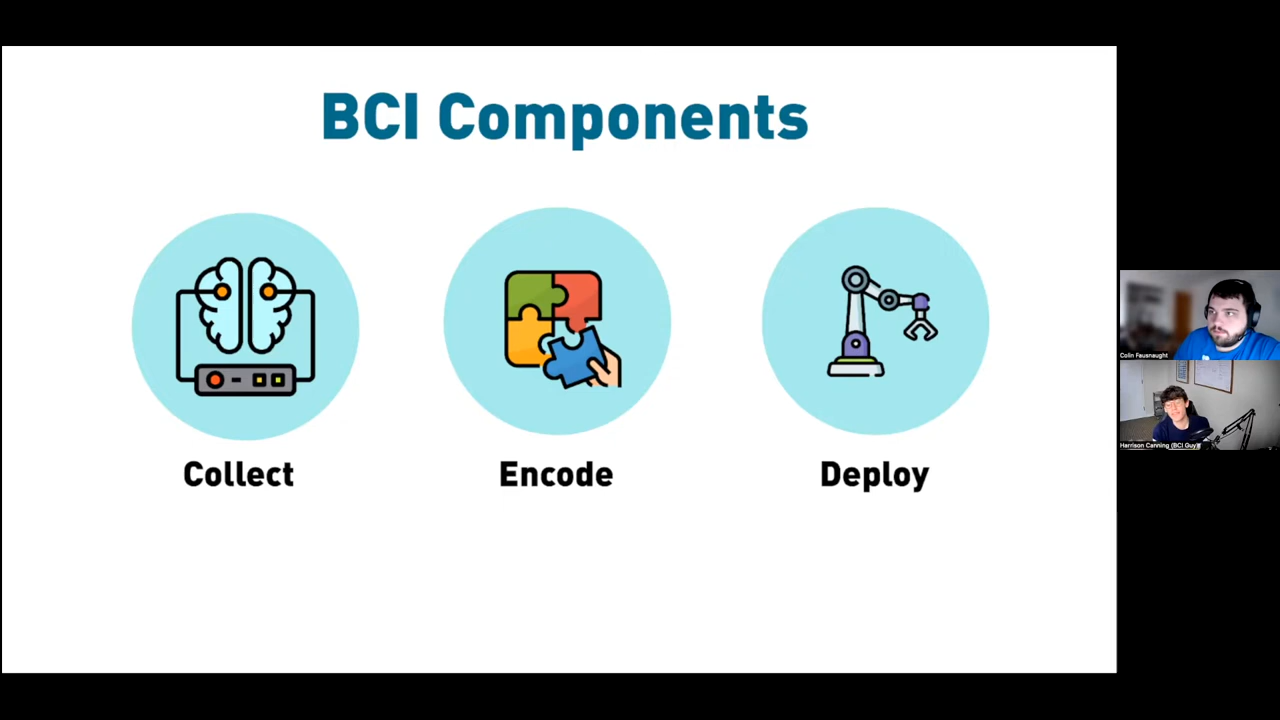 BCI Components
Collect
Encode
Deploy
Colin Fausnaught
Harrison Canning (BCI Guy)